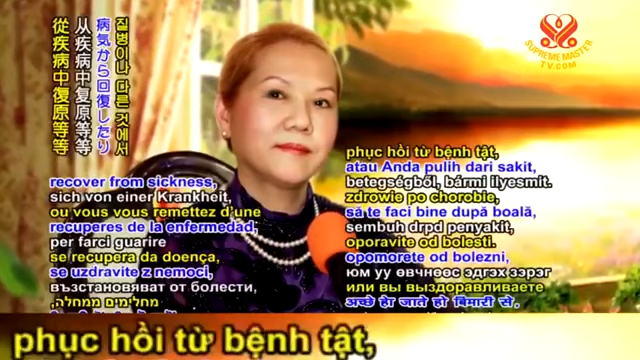 SUPREME MASTER
TV.COM
질병이나 다른 것에서
病気から回復したり
从疾病中复原等等
從疾病中復原等等
recover from sickness,
sich von einer Krankheit,
ou vous vous remettez d'une
recuperes de la enfermedad,
per farci guarire
se recupera da doença,
se uzdravite z nemoci,
възстановяват от болести,
מחלימים ממחלה,
phục hồi từ bệnh tật,
atau Anda pulih dari sakit,
betegségből, bármi ilyesmit.
zdrowie po chorobie,
să te faci bine după boală,
sembuh drpd penyakit,
oporavite od bolesti.
opomorete od bolezni,
юм уу өвчнөөс эдгэх зэрэг
или вы выздоравливаете
अच्छे हो जाते हो बिमारी से,
phục hồi từ bệnh tật,